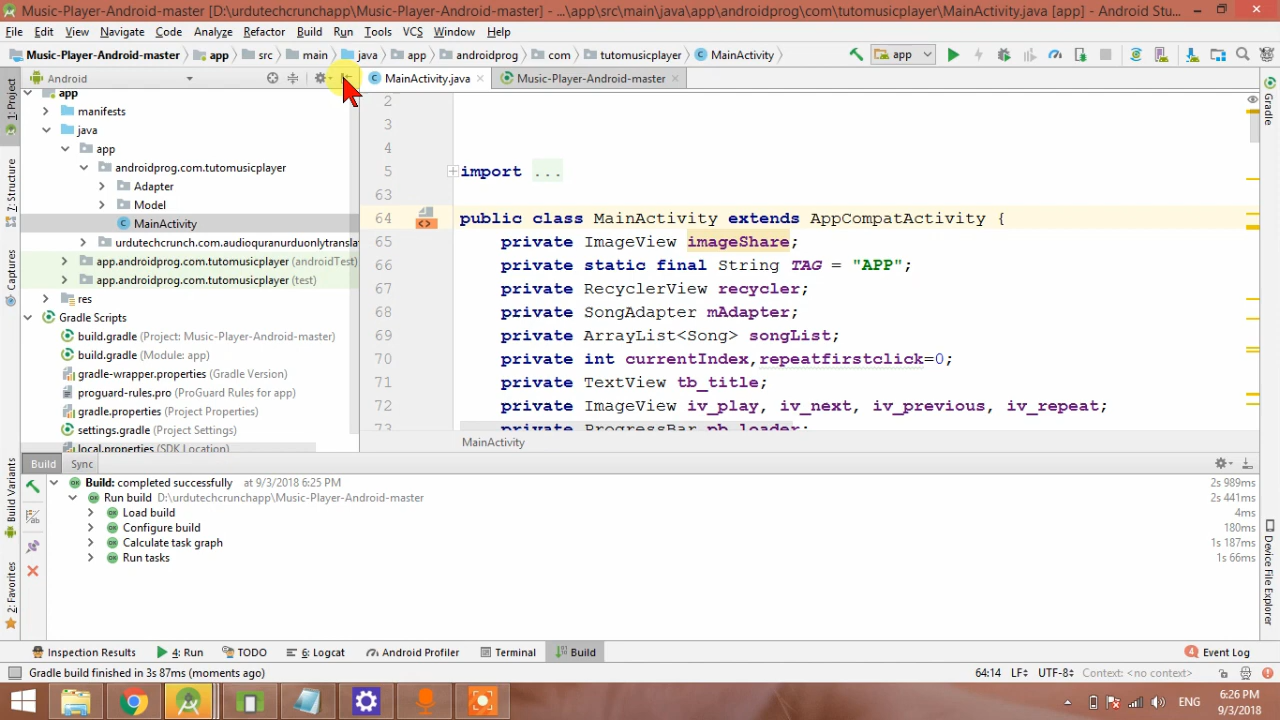 Music-Player-Android-master [D:\urdutechcrunchapp\Music-Player-Android-master] - ...\app\src\main\java\app\androidprog\com\tutomusicplayer\MainActivity.java [app] - Android Stu...
File Edit View Navigate Code Analyze Refactor Build Run Tools VCS Window Help
Music-Player-Android-master app src main java app androidprog com tutomusicplayer MainActivity app
Android
MainActivity.java
Music-Player-Android-master
1: Project
Z: Structure
Captures
Build Variants
2: Favorites
Gradle
Device File Explorer
app
manifests
java
app
androidprog.com.tutomusicplayer
Adapter
Model
MainActivity
urdutechcrunch.com.audioquranurduonlytransla
app.androidprog.com.tutomusicplayer (androidTest)
app.androidprog.com.tutomusicplayer (test)
res
Gradle Scripts
build.gradle (Project: Music-Player-Android-master)
build.gradle (Module: app)
gradle-wrapper.properties (Gradle Version)
proguard-rules.pro (ProGuard Rules for app)
gradle.properties (Project Properties)
settings.gradle (Project Settings)
local.properties (SDK Location)
2
3
4
5 import ...
63
64 public class MainActivity extends AppCompatActivity {
65 private ImageView imageShare;
66 private static final String TAG = "APP";
67 private RecyclerView recycler;
68 private SongAdapter mAdapter;
69 private ArrayList<Song> songList;
70 private int currentIndex,repeatfirstclick=0;
71 private TextView tb_title;
72 private ImageView iv_play, iv_next, iv_previous, iv_repeat;
73 private ProgressBar pb_loader;
MainActivity
Build Sync
Build: completed successfully at 9/3/2018 6:25 PM 2s 989ms
Run build D:\urdutechcrunchapp\Music-Player-Android-master 2s 441ms
Load build 4ms
Configure build 180ms
Calculate task graph 1s 187ms
Run tasks 1s 66ms
Inspection Results 4: Run TODO 6: Logcat Android Profiler Terminal Build 4 Event Log
Gradle build finished in 3s 87ms (moments ago) 64:14 LF UTF-8 Context: <no context>
ENG
6:26 PM
9/3/2018